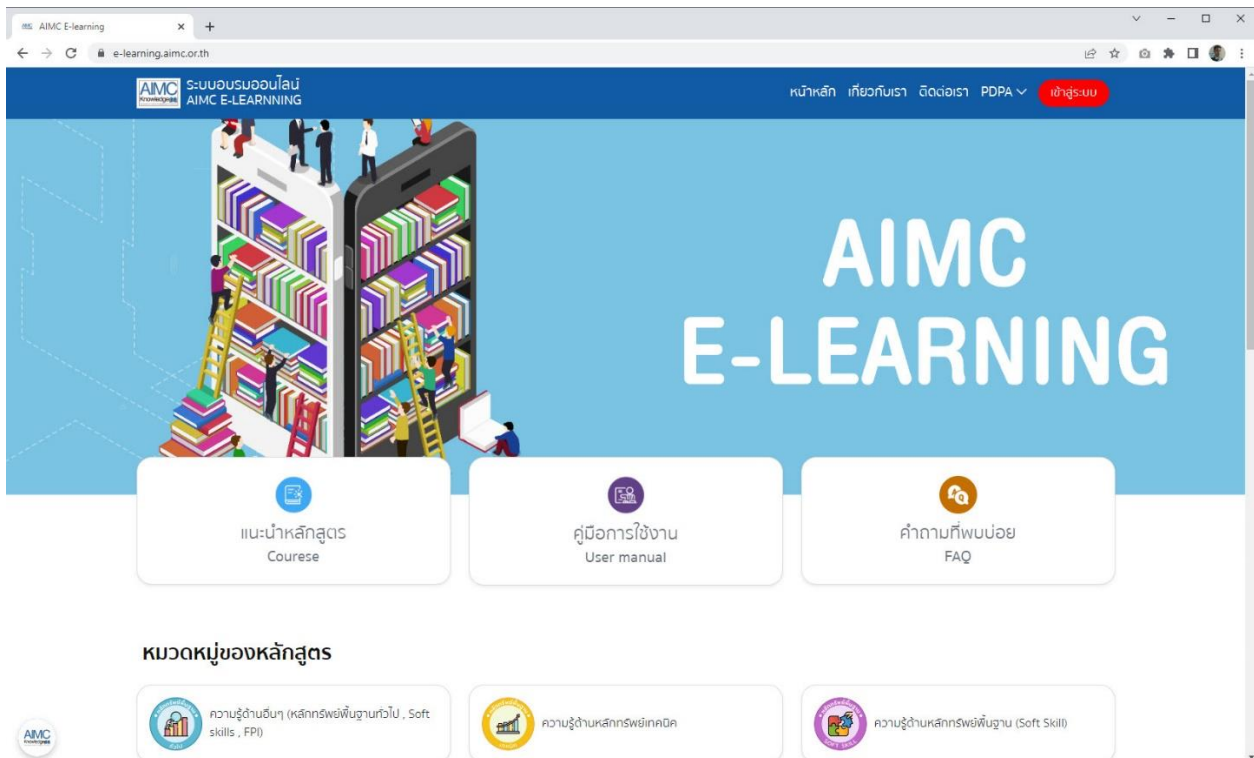 AIMC E-learning
e-learning.aimc.or.th
AIMC
Knowledge
ระบบอบรมออนไลน์
AIMC E-LEARNNING
หน้าหลัก เกี่ยวกับเรา ติดต่อเรา PDPA เข้าสู่ระบบ
AIMC
E-LEARNING
แนะนำหลักสูตร
Courese
คู่มือการใช้งาน
User manual
คำถามที่พบบ่อย
FAQ
หมวดหมู่ของหลักสูตร
ความรู้ด้านอื่นๆ (หลักทรัพย์พื้นฐานทั่วไป , Soft
skills , FPI)
ความรู้ด้านหลักทรัพย์เทคนิค
ความรู้ด้านหลักทรัพย์พื้นฐาน (Soft Skill)
SOFT SKILL
AIMC